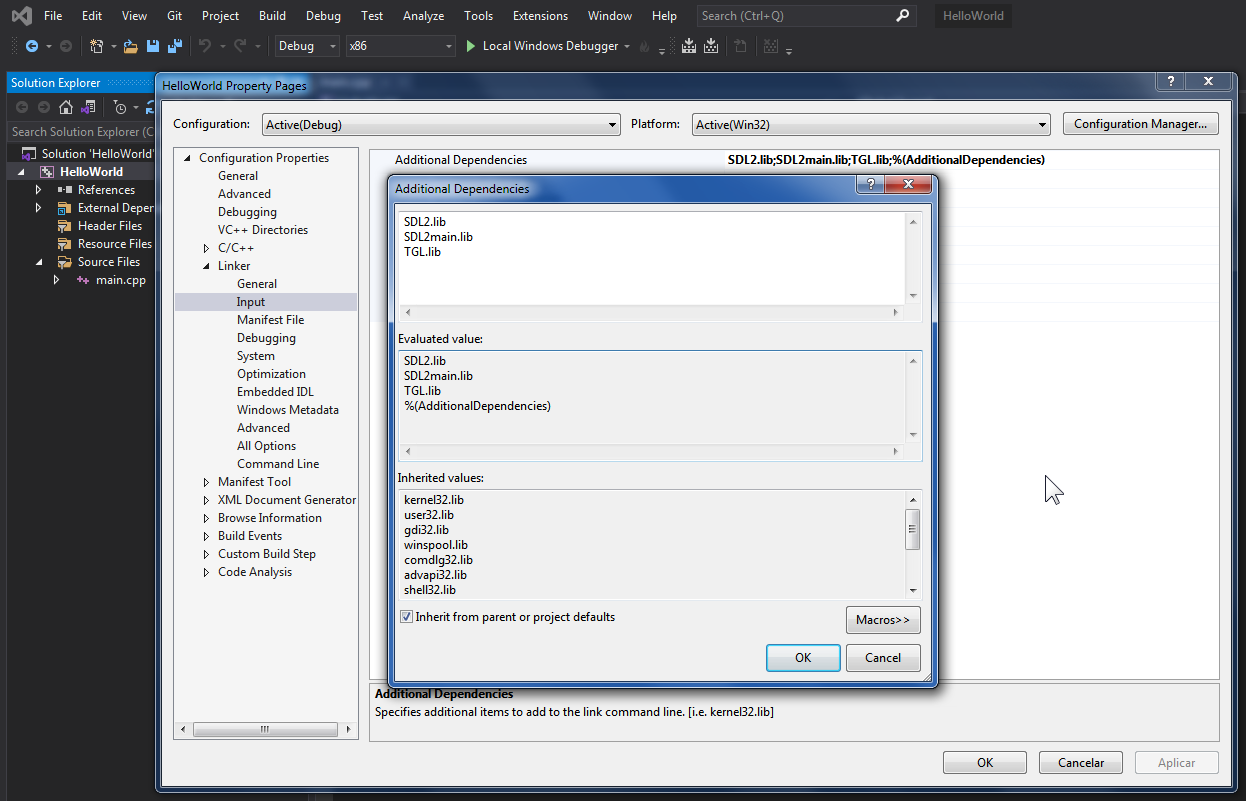 File Edit View Git Project Build Debug Test Analyze Tools Extensions Window Help Search (Ctrl+Q) HelloWorld
Debug x86 Local Windows Debugger
Solution Explorer
HelloWorld Property Pages
Search Solution Explorer (C
Configuration: Active(Debug) Platform: Active(Win32) Configuration Manager...
Solution 'HelloWorld'
HelloWorld
References
External Deper
Header Files
Resource Files
Source Files
main.cpp
Configuration Properties
General
Advanced
Debugging
VC++ Directories
C/C++
Linker
General
Input
Manifest File
Debugging
System
Optimization
Embedded IDL
Windows Metadata
Advanced
All Options
Command Line
Manifest Tool
XML Document Generator
Browse Information
Build Events
Custom Build Step
Code Analysis
Additional Dependencies SDL2.lib;SDL2main.lib;TGL.lib;%(AdditionalDependencies)
Additional Dependencies
SDL2.lib
SDL2main.lib
TGL.lib
Evaluated value:
SDL2.lib
SDL2main.lib
TGL.lib
%(AdditionalDependencies)
Inherited values:
kernel32.lib
user32.lib
gdi32.lib
winspool.lib
comdlg32.lib
advapi32.lib
shell32.lib
Inherit from parent or project defaults
Macros>>
OK Cancel
Additional Dependencies
Specifies additional items to add to the link command line. [i.e. kernel32.lib]
OK Cancelar Aplicar